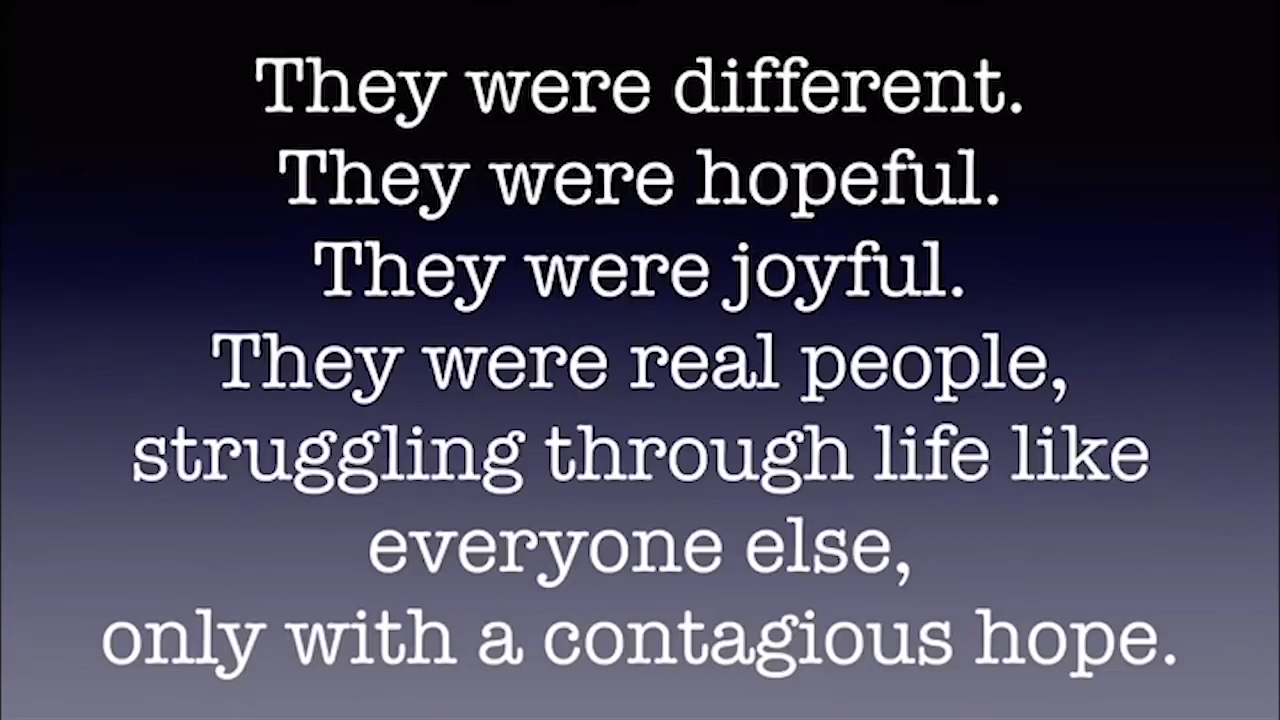 They were different.
They were hopeful.
They were joyful.
They were real people,
struggling through life like
everyone else,
only with a contagious hope.